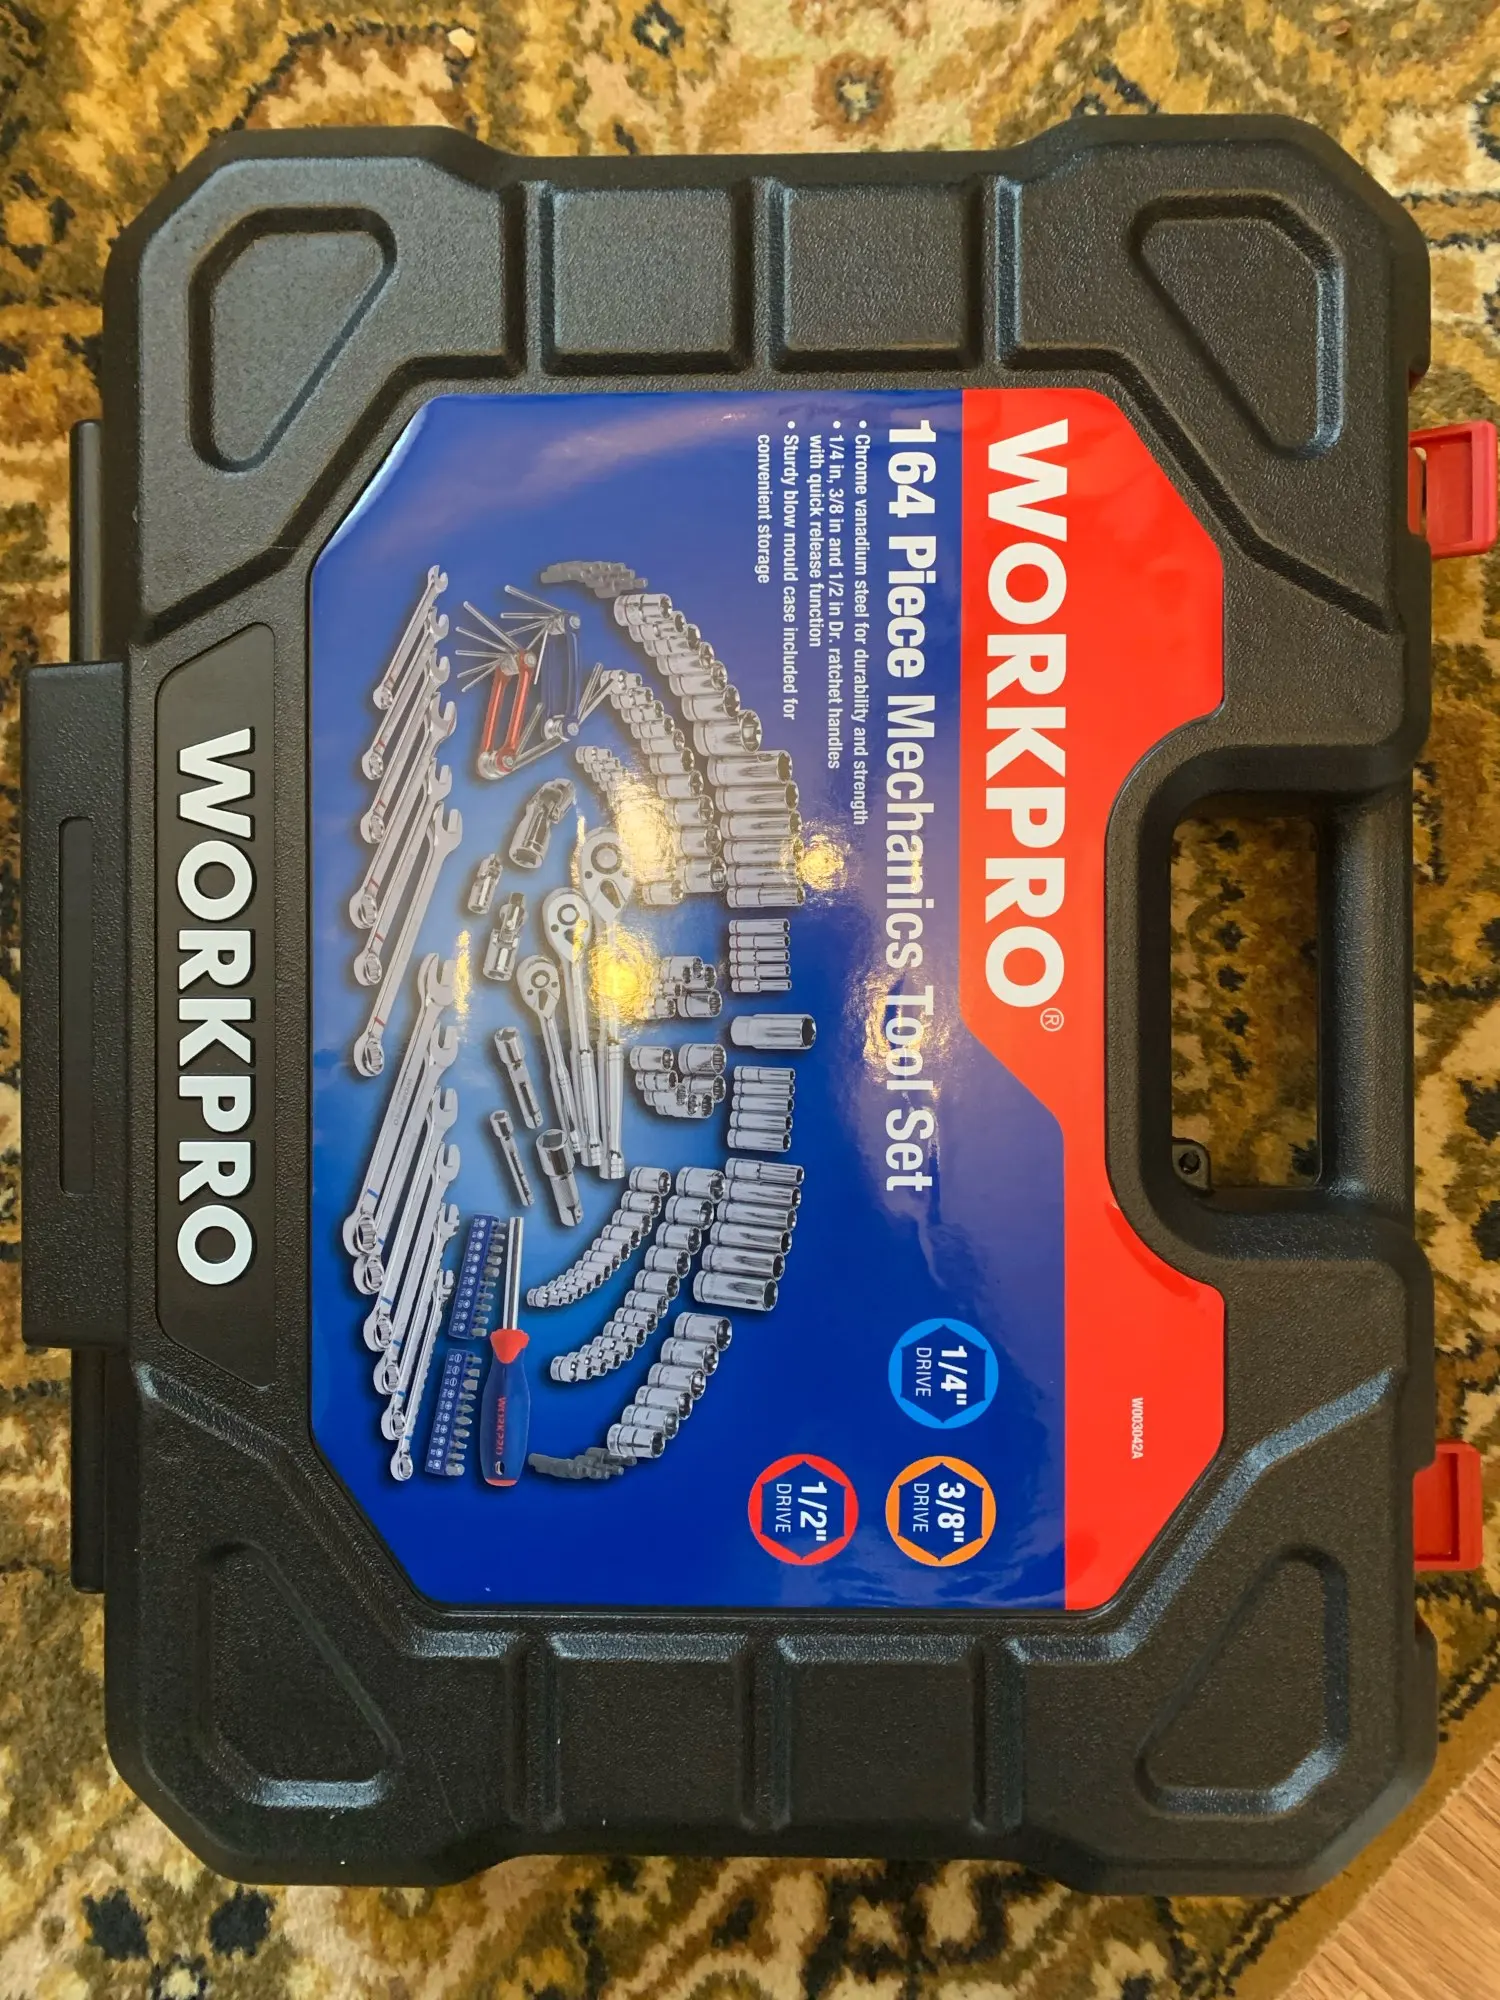 WORKPRO®
W003042A
164 Piece Mechanics Tool Set
• Chrome vanadium steel for durability and strength
• 1/4 in, 3/8 in and 1/2 in Dr. ratchet handles
with quick release function
• Sturdy blow mould case included for
convenient storage
1/4"
DRIVE
3/8"
DRIVE
1/2"
DRIVE
WORKPRO
WORKPRO